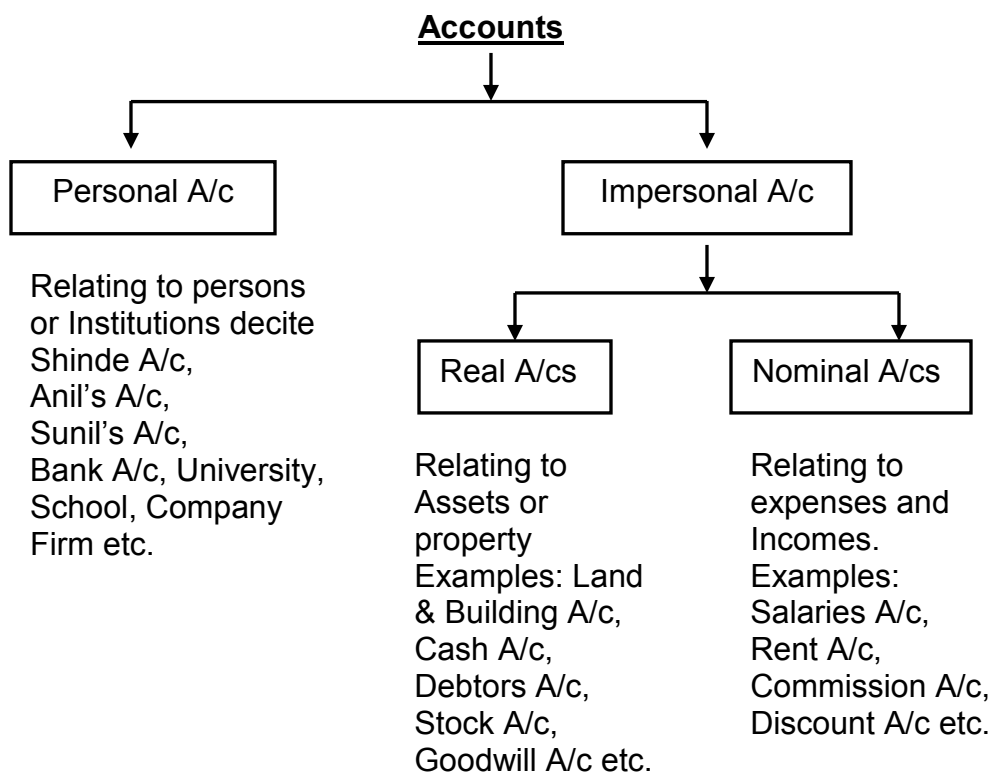 Accounts
Personal A/c
Impersonal A/c
Relating to persons
or Institutions decite
Shinde A/c,
Anil’s A/c,
Sunil’s A/c,
Bank A/c, University,
School, Company
Firm etc.
Real A/cs
Nominal A/cs
Relating to
Assets or
property
Examples: Land
& Building A/c,
Cash A/c,
Debtors A/c,
Stock A/c,
Goodwill A/c etc.
Relating to
expenses and
Incomes.
Examples:
Salaries A/c,
Rent A/c,
Commission A/c,
Discount A/c etc.